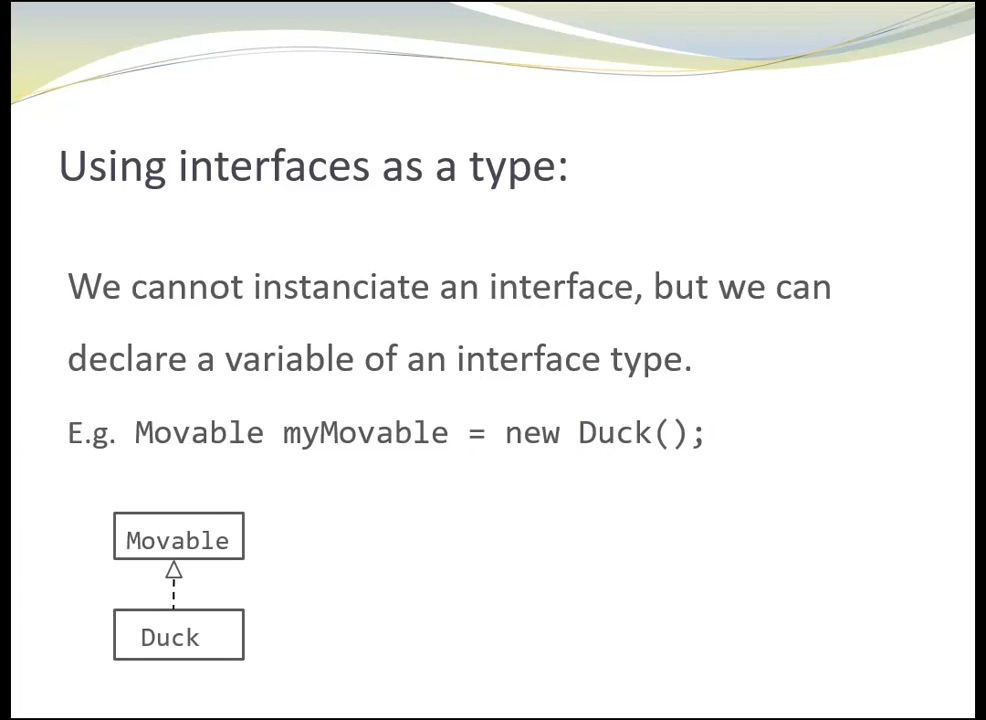 Using interfaces as a type:
We cannot instanciate an interface, but we can
declare a variable of an interface type.
E.g. Movable myMovable = new Duck();
Movable
Duck